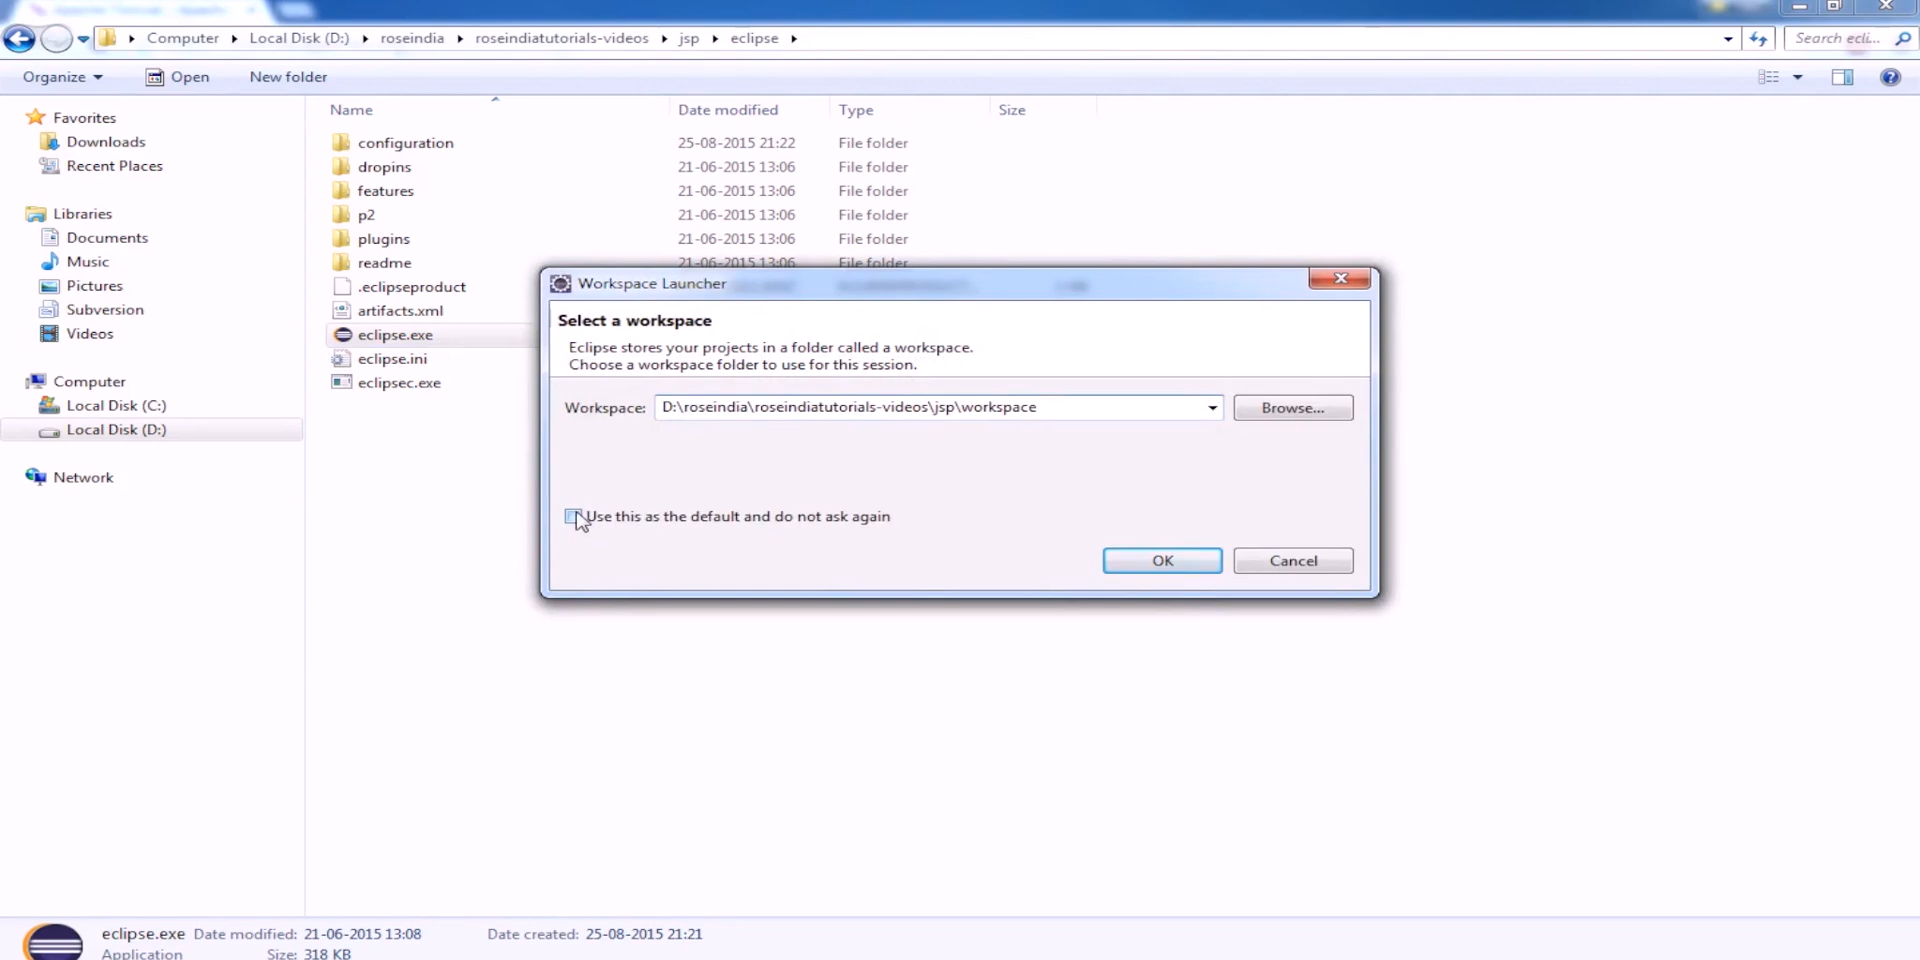 Computer Local Disk (D:) roseindia roseindiatutorials-videos jsp eclipse Search ecli...
Organize Open New folder
Name Date modified Type Size
Favorites
Downloads
Recent Places
Libraries
Documents
Music
Pictures
Subversion
Videos
Computer
Local Disk (C:)
Local Disk (D:)
Network
configuration 25-08-2015 21:22 File folder
dropins 21-06-2015 13:06 File folder
features 21-06-2015 13:06 File folder
p2 21-06-2015 13:06 File folder
plugins 21-06-2015 13:06 File folder
readme 21-06-2015 13:06 File folder
.eclipseproduct
artifacts.xml
eclipse.exe
eclipse.ini
eclipsec.exe
Workspace Launcher
Select a workspace
Eclipse stores your projects in a folder called a workspace.
Choose a workspace folder to use for this session.
Workspace: D:\roseindia\roseindiatutorials-videos\jsp\workspace Browse...
Use this as the default and do not ask again
OK Cancel
eclipse.exe Date modified: 21-06-2015 13:08 Date created: 25-08-2015 21:21
Application Size: 318 KB